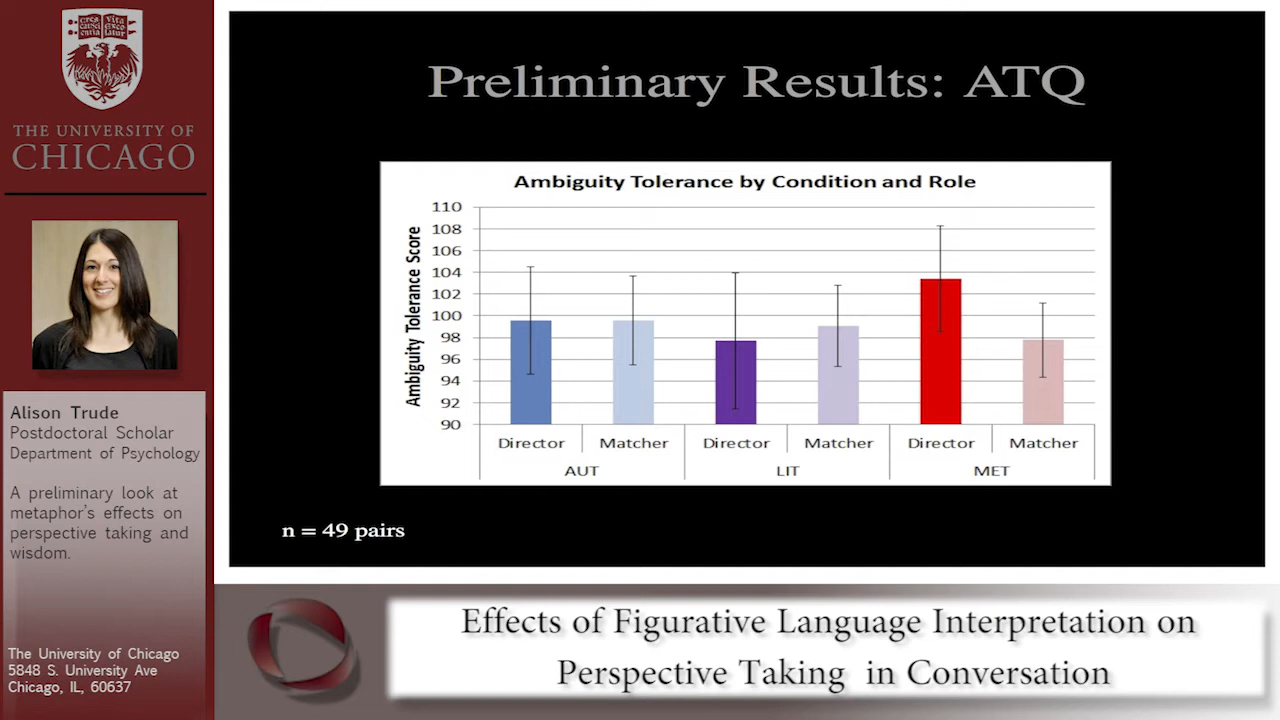 THE UNIVERSITY OF
CHICAGO
Alison Trude
Postdoctoral Scholar
Department of Psychology
A preliminary look at
metaphor's effects on
perspective taking and
wisdom.
The University of Chicago
5848 S. University Ave
Chicago, IL, 60637
Preliminary Results: ATQ
Ambiguity Tolerance by Condition and Role
Ambiguity Tolerance Score
110
108
106
104
102
100
98
96
94
92
90
Director Matcher Director Matcher Director Matcher
AUT LIT MET
n = 49 pairs
Effects of Figurative Language Interpretation on
Perspective Taking in Conversation